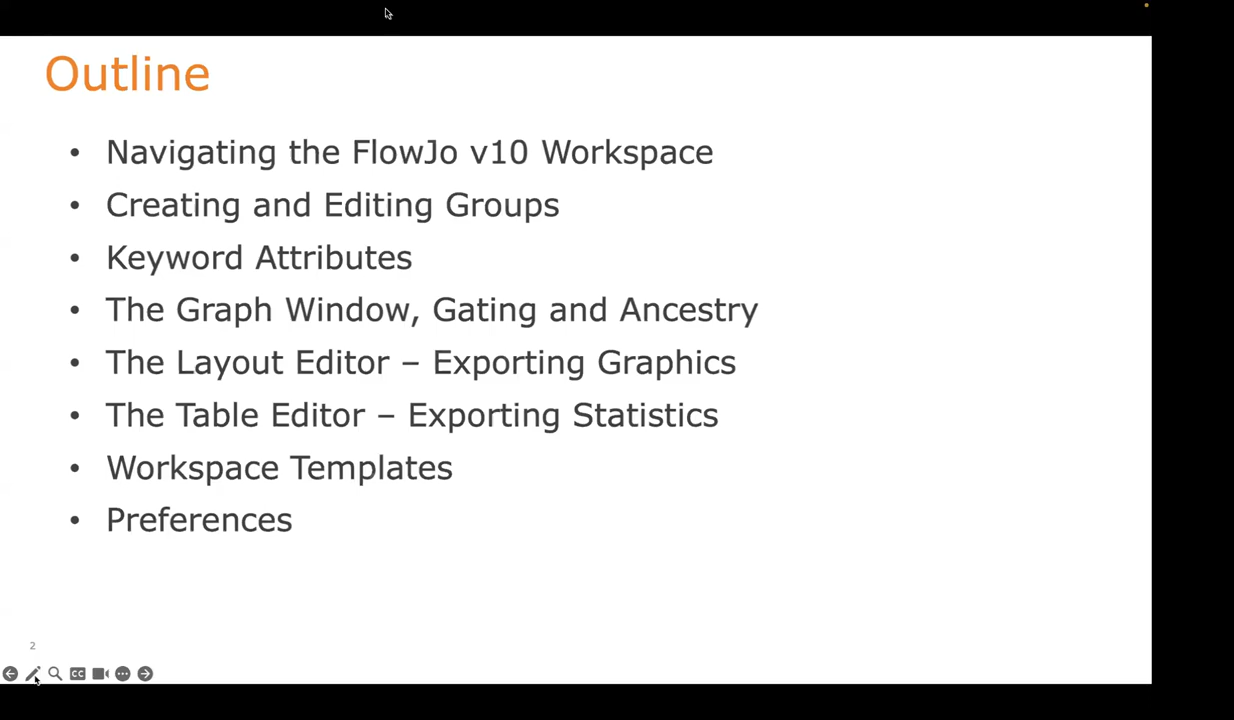 Outline
• Navigating the FlowJo v10 Workspace
• Creating and Editing Groups
• Keyword Attributes
• The Graph Window, Gating and Ancestry
• The Layout Editor – Exporting Graphics
• The Table Editor – Exporting Statistics
• Workspace Templates
• Preferences
2
CC